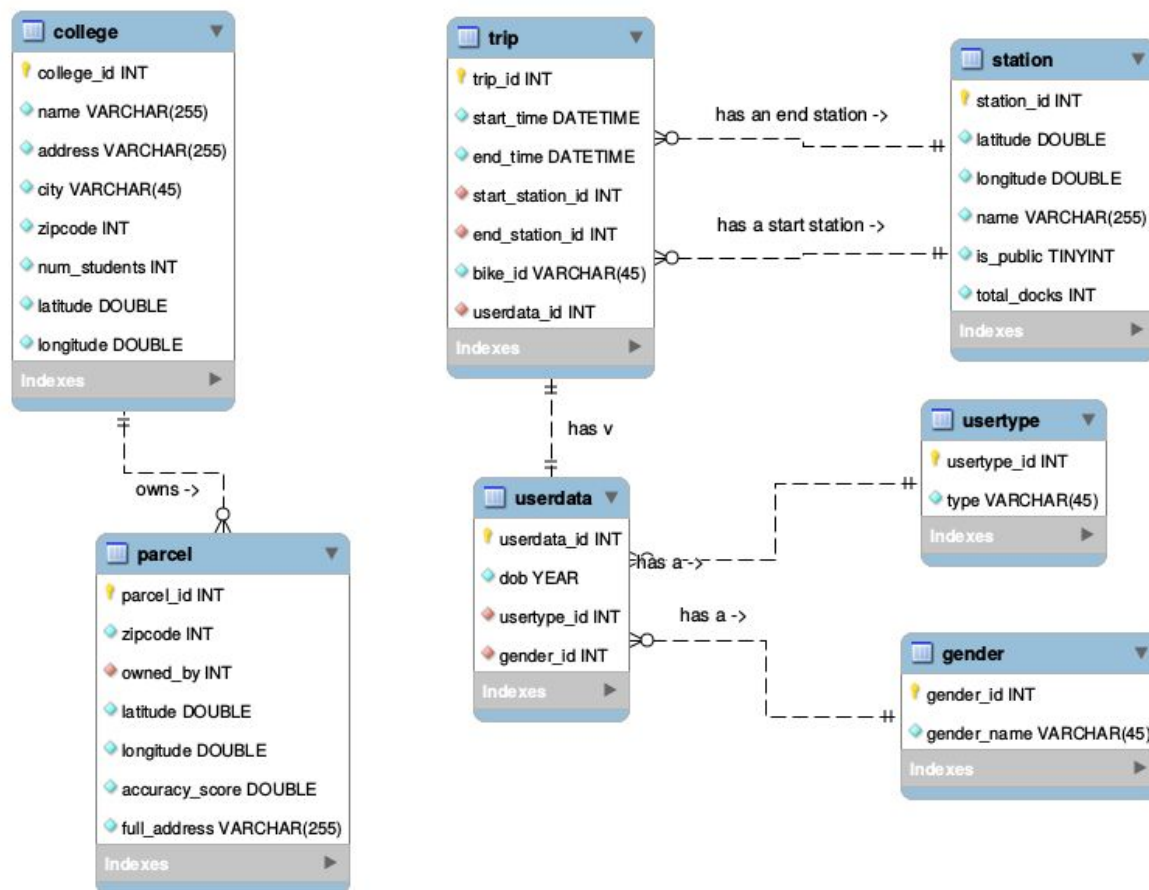 college
college_id INT
name VARCHAR(255)
address VARCHAR(255)
city VARCHAR(45)
zipcode INT
num_students INT
latitude DOUBLE
longitude DOUBLE
Indexes
owns ->
parcel
parcel_id INT
zipcode INT
owned_by INT
latitude DOUBLE
longitude DOUBLE
accuracy_score DOUBLE
full_address VARCHAR(255)
Indexes
trip
trip_id INT
start_time DATETIME
end_time DATETIME
start_station_id INT
end_station_id INT
bike_id VARCHAR(45)
userdata_id INT
Indexes
has an end station ->
has a start station ->
station
station_id INT
latitude DOUBLE
longitude DOUBLE
name VARCHAR(255)
is_public TINYINT
total_docks INT
Indexes
has v
userdata
userdata_id INT
dob YEAR
usertype_id INT
gender_id INT
Indexes
has a ->
has a ->
usertype
usertype_id INT
type VARCHAR(45)
Indexes
gender
gender_id INT
gender_name VARCHAR(45)
Indexes